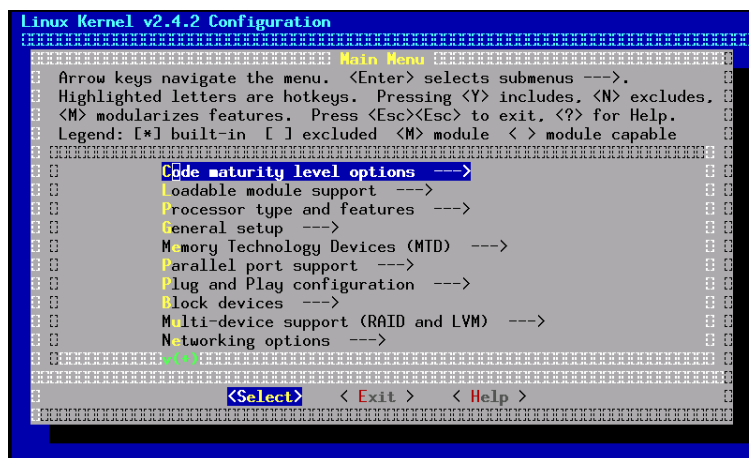 Linux Kernel v2.4.2 Configuration
Main Menu
Arrow keys navigate the menu. <Enter> selects submenus --->.
Highlighted letters are hotkeys. Pressing <Y> includes, <N> excludes,
<M> modularizes features. Press <Esc><Esc> to exit, <?> for Help.
Legend: [*] built-in [ ] excluded <M> module < > module capable
Code maturity level options --->
Loadable module support --->
Processor type and features --->
General setup --->
Memory Technology Devices (MTD) --->
Parallel port support --->
Plug and Play configuration --->
Block devices --->
Multi-device support (RAID and LVM) --->
Networking options --->
v(+)
<Select> < Exit > < Help >